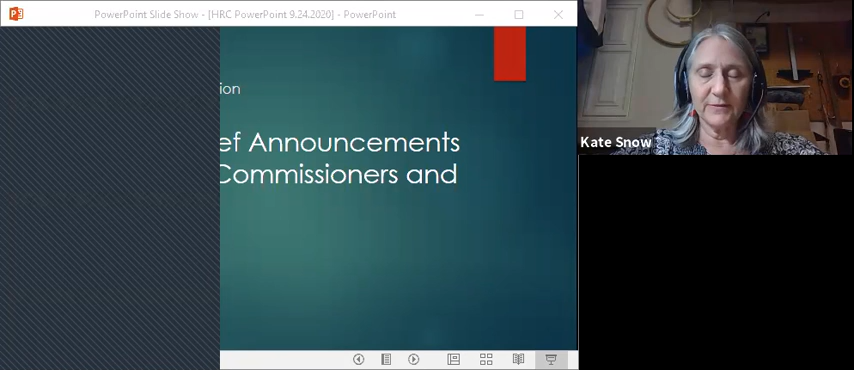 PowerPoint Slide Show - [HRC PowerPoint 9.24.2020] - PowerPoint
ion
ef Announcements
Commissioners and
Kate Snow